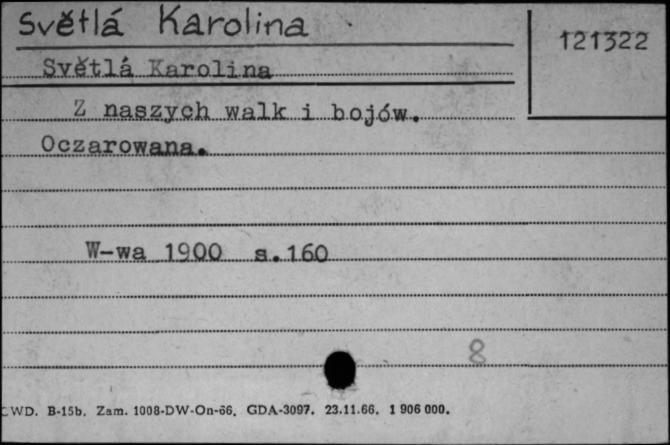 Světlá Karolina
121322
Světlá Karolina
Z naszych walk i bojów.
Oczarowana.
W-wa 1900 s.160
8
WD. B-15b. Zam. 1008-DW-On-66. GDA-3097. 23.11.66. 1 906 000.